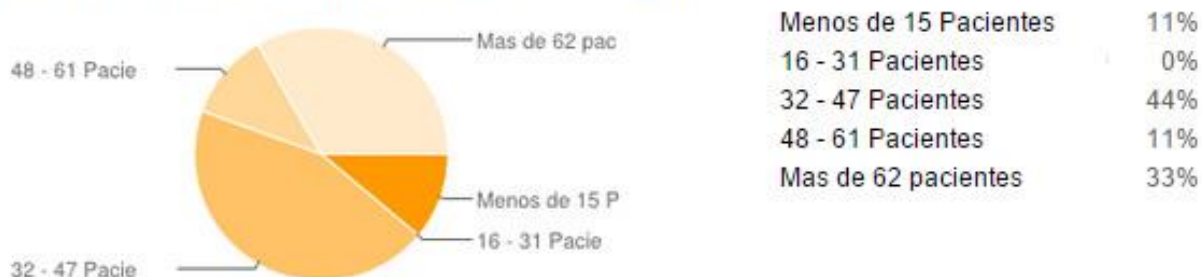 48 - 61 Pacie
Mas de 62 pac
Menos de 15 P
16 - 31 Pacie
32 - 47 Pacie
Menos de 15 Pacientes 11%
16 - 31 Pacientes 0%
32 - 47 Pacientes 44%
48 - 61 Pacientes 11%
Mas de 62 pacientes 33%